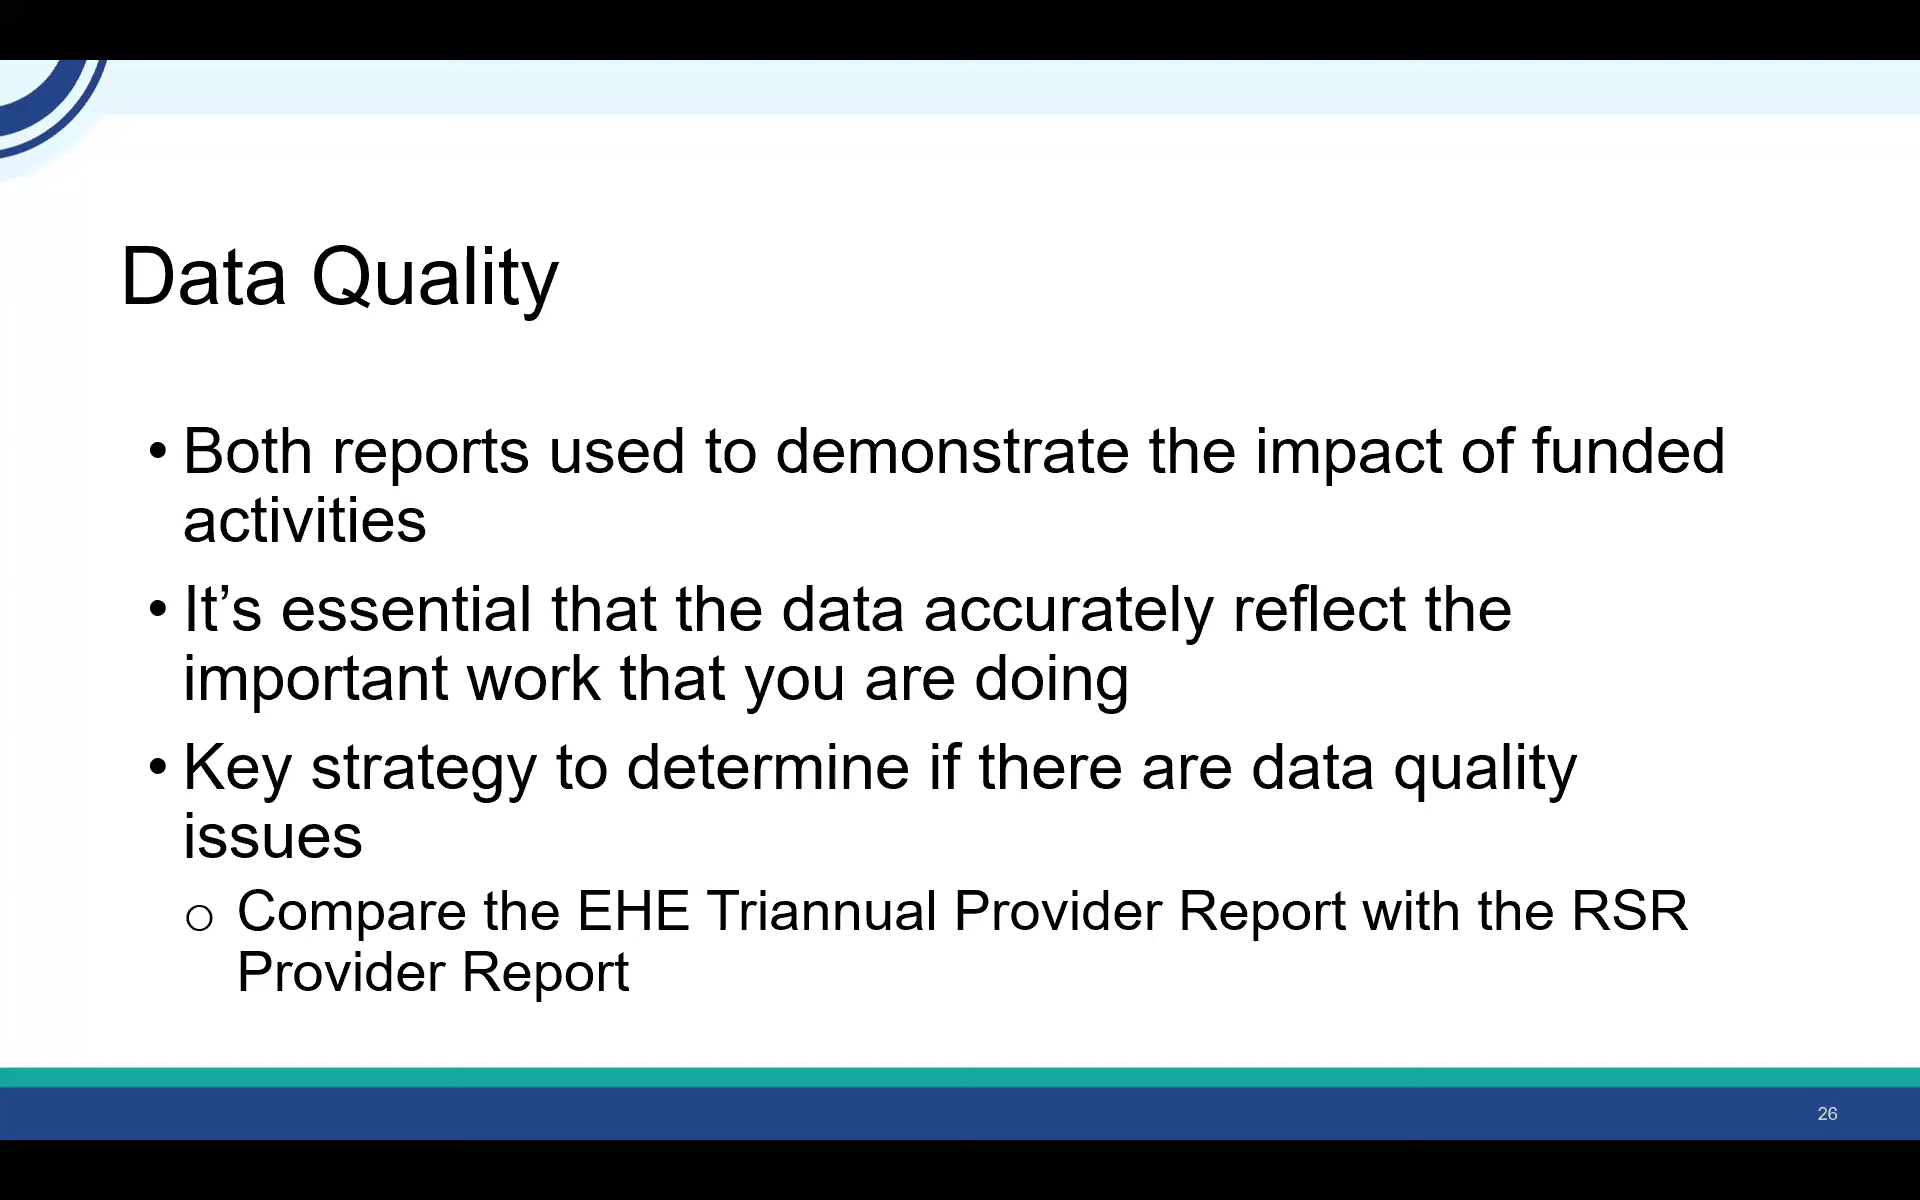 Data Quality
• Both reports used to demonstrate the impact of funded
activities
• It’s essential that the data accurately reflect the
important work that you are doing
• Key strategy to determine if there are data quality
issues
o Compare the EHE Triannual Provider Report with the RSR
Provider Report
26